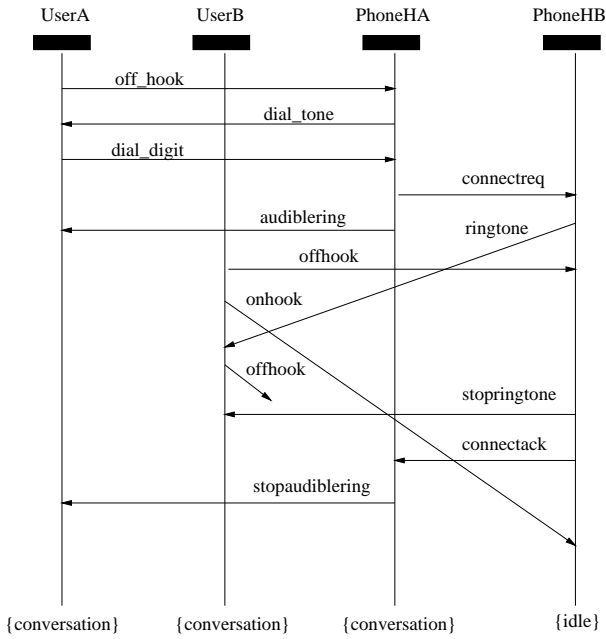 UserA UserB PhoneHA PhoneHB
off_hook
dial_tone
dial_digit
connectreq
audiblering
ringtone
offhook
onhook
offhook
stopringtone
connectack
stopaudiblering
{conversation} {conversation} {conversation} {idle}